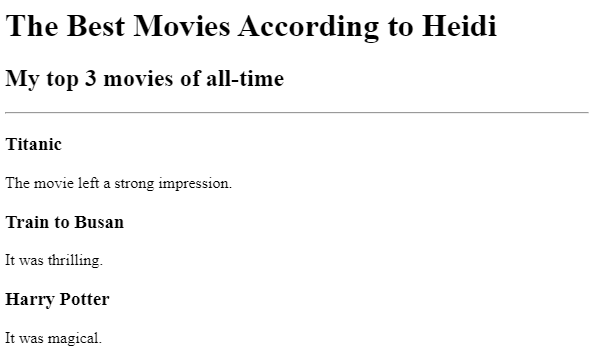 The Best Movies According to Heidi
My top 3 movies of all-time
Titanic
The movie left a strong impression.
Train to Busan
It was thrilling.
Harry Potter
It was magical.